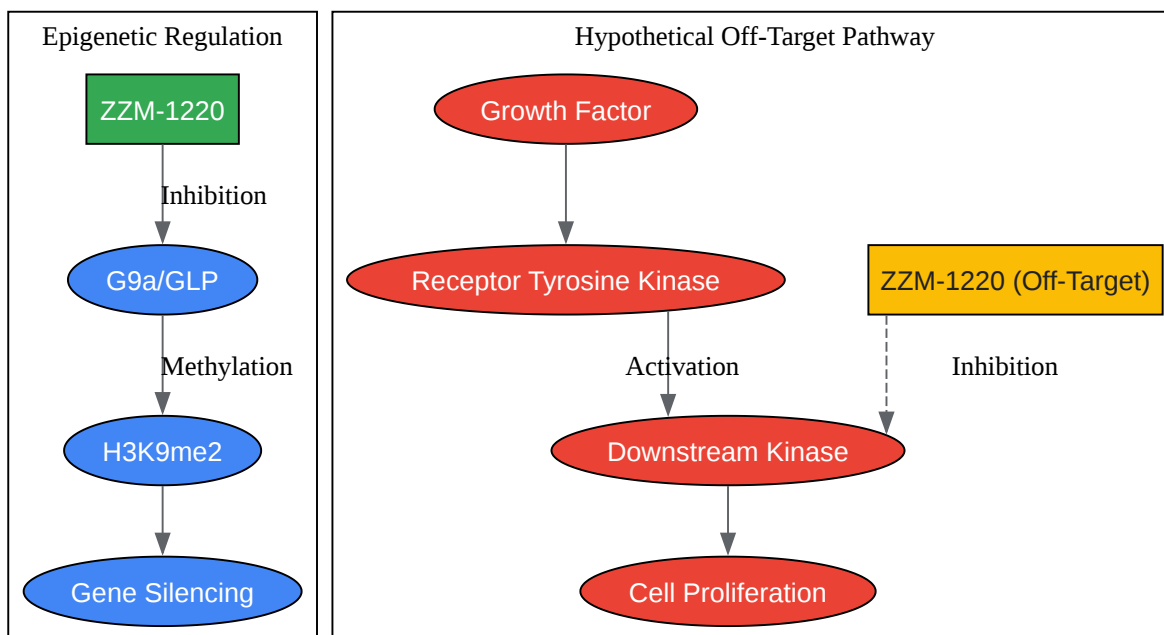 Epigenetic Regulation
ZZM-1220
Inhibition
G9a/GLP
Methylation
H3K9me2
Gene Silencing
Hypothetical Off-Target Pathway
Growth Factor
Receptor Tyrosine Kinase
ZZM-1220 (Off-Target)
Activation
Inhibition
Downstream Kinase
Cell Proliferation